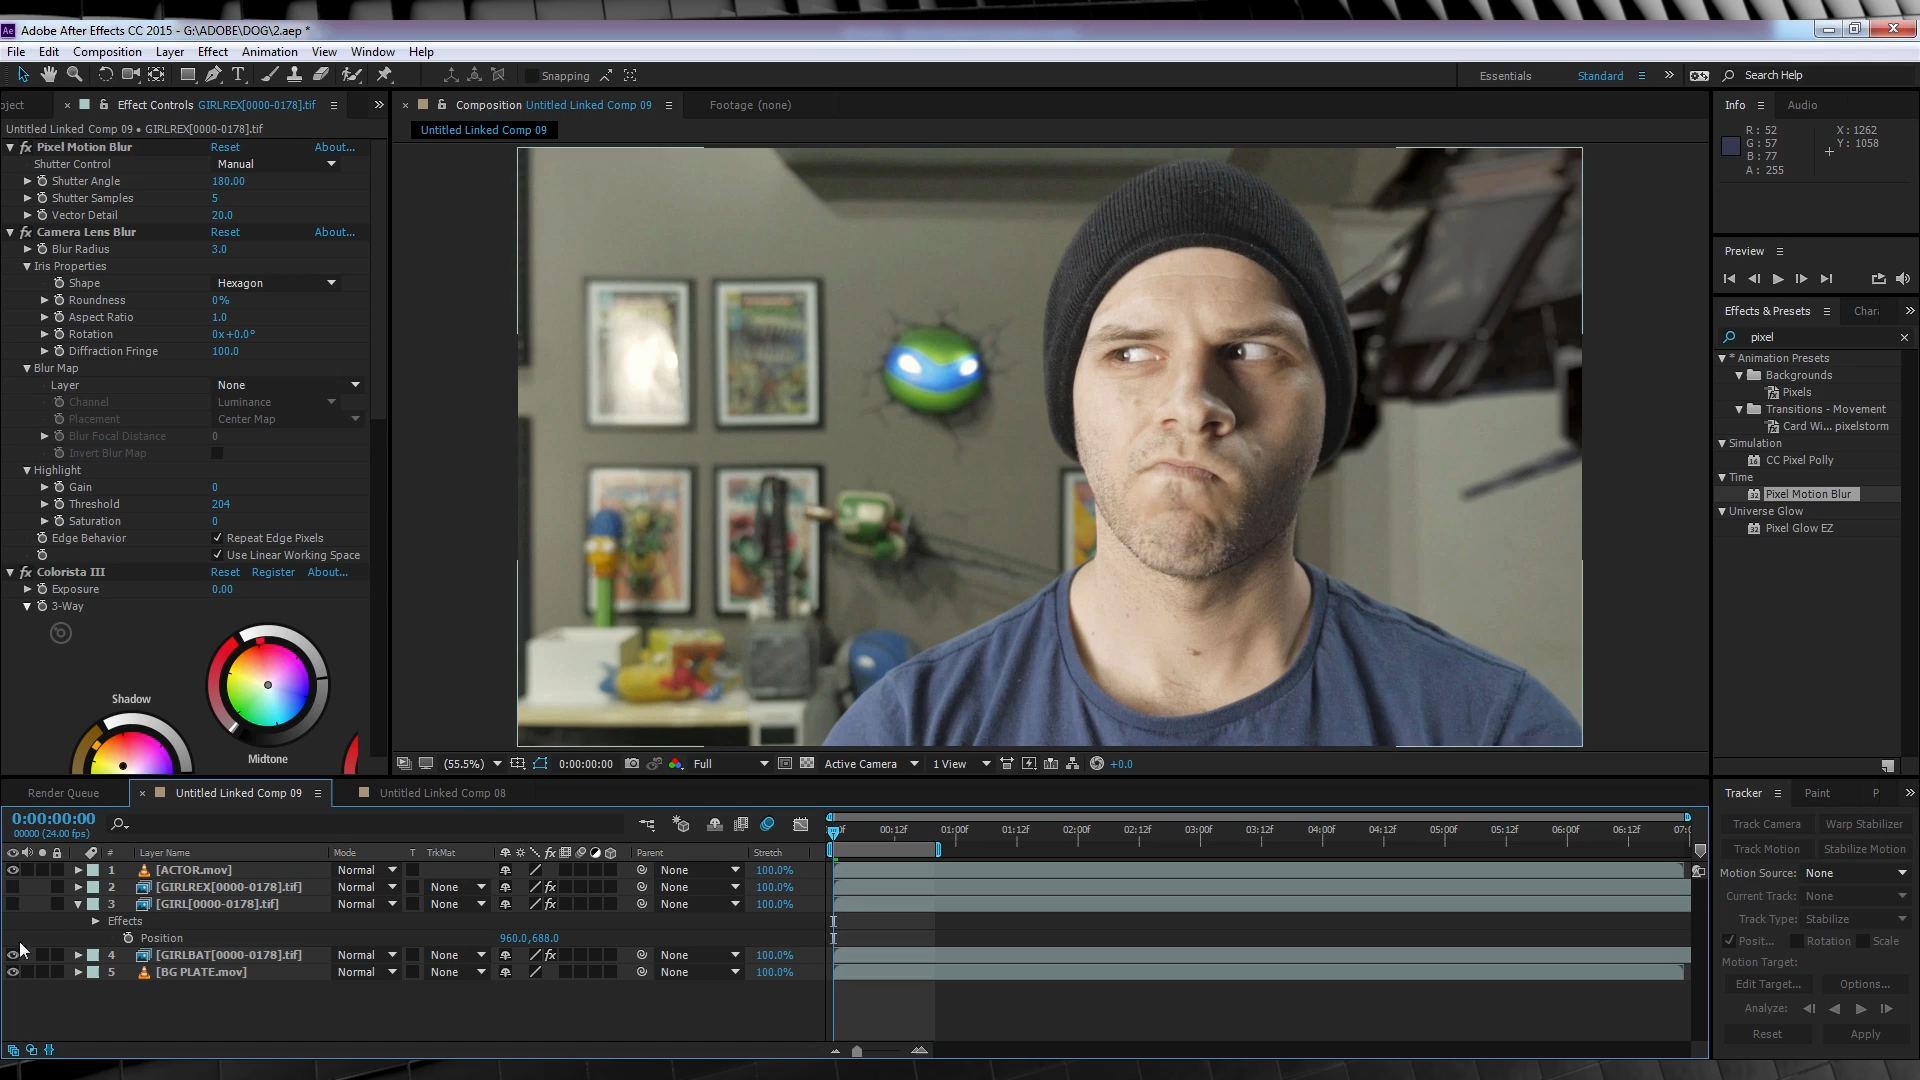 Adobe After Effects CC 2015 - G:\ADOBE\DOG\2.aep *
File Edit Composition Layer Effect Animation View Window Help
Snapping
Essentials Standard Search Help
oject Effect Controls GIRLREX[0000-0178].tif
Untitled Linked Comp 09 • GIRLREX[0000-0178].tif
Pixel Motion Blur Reset About...
Shutter Control Manual
Shutter Angle 180.00
Shutter Samples 5
Vector Detail 20.0
Camera Lens Blur Reset About...
Blur Radius 3.0
Iris Properties
Shape Hexagon
Roundness 0%
Aspect Ratio 1.0
Rotation 0x+0.0°
Diffraction Fringe 100.0
Blur Map
Layer None
Channel Luminance
Placement Center Map
Blur Focal Distance 0
Invert Blur Map
Highlight
Gain 0
Threshold 204
Saturation 0
Edge Behavior Repeat Edge Pixels
Use Linear Working Space
Colorista III Reset Register About...
Exposure 0.00
3-Way
Shadow
Midtone
Composition Untitled Linked Comp 09 Footage (none)
Untitled Linked Comp 09
(55.5%) 0:00:00:00 Full Active Camera 1 View +0.0
Info Audio
R: 52 X: 1262
G: 57 Y: 1058
B: 77
A: 255
Preview
Effects & Presets Chara
pixel
* Animation Presets
Backgrounds
Pixels
Transitions - Movement
Card Wi... pixelstorm
Simulation
CC Pixel Polly
Time
Pixel Motion Blur
Universe Glow
Pixel Glow EZ
Render Queue Untitled Linked Comp 09 Untitled Linked Comp 08
0:00:00:00
00000 (24.00 fps)
0f 00:12f 01:00f 01:12f 02:00f 02:12f 03:00f 03:12f 04:00f 04:12f 05:00f 05:12f 06:00f 06:12f 07:0
# Layer Name Mode T TrkMat Parent Stretch
1 [ACTOR.mov] Normal None 100.0%
2 [GIRLREX[0000-0178].tif] Normal None None 100.0%
3 [GIRL[0000-0178].tif] Normal None None 100.0%
Effects
Position 960.0,688.0
4 [GIRLBAT[0000-0178].tif] Normal None None 100.0%
5 [BG PLATE.mov] Normal None None 100.0%
Tracker Paint P
Track Camera Warp Stabilizer
Track Motion Stabilize Motion
Motion Source: None
Current Track: None
Track Type: Stabilize
Posit... Rotation Scale
Motion Target:
Edit Target... Options...
Analyze:
Reset Apply